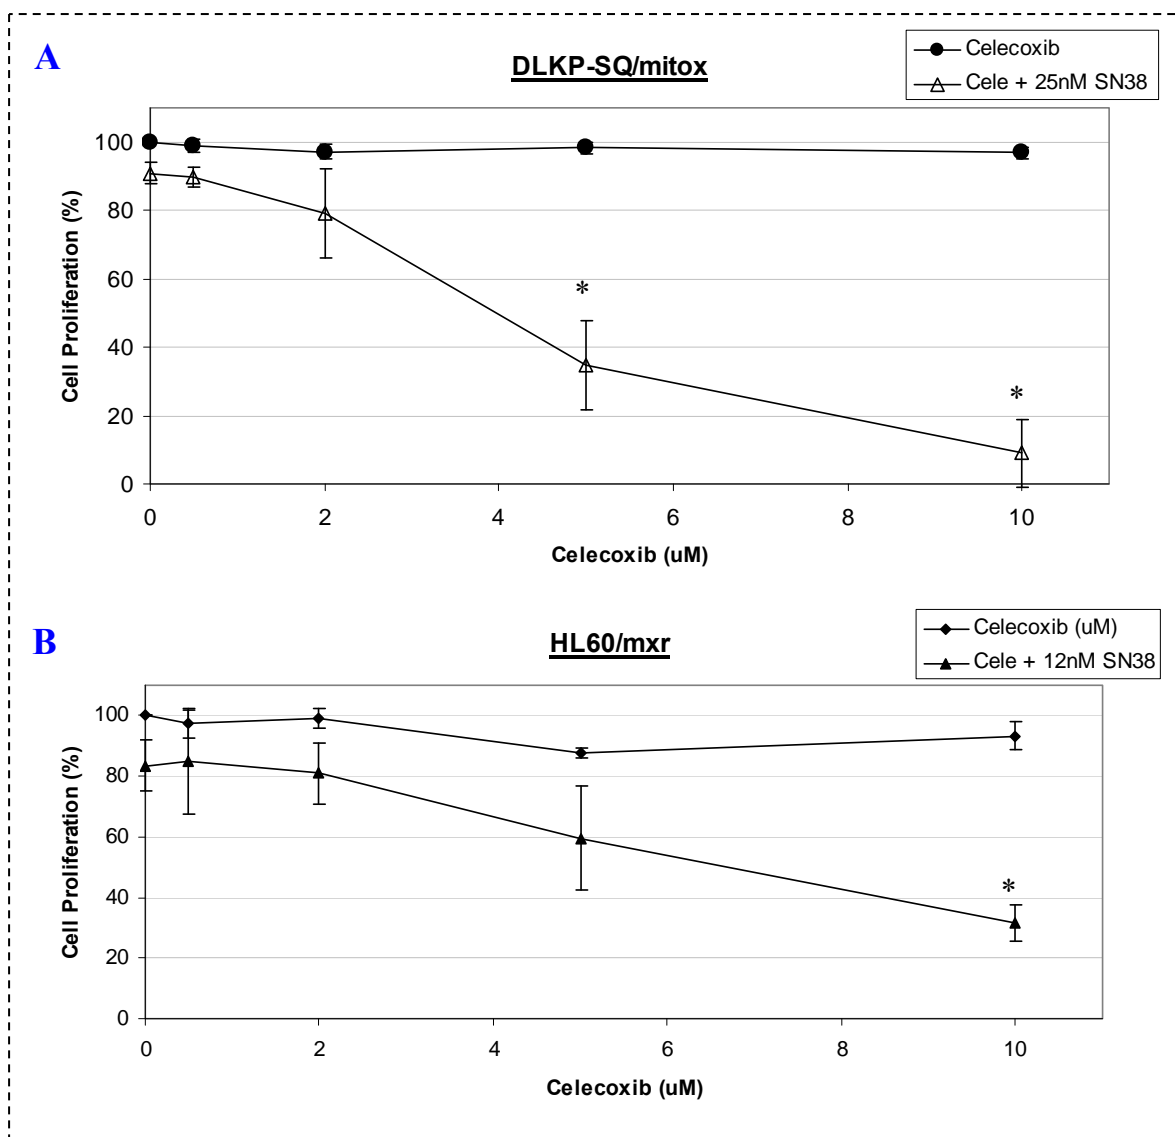 A
DLKP-SQ/mitox
Celecoxib
Cele + 25nM SN38
Cell Proliferation (%)
100
80
60
40
20
0
*
*
0 2 4 6 8 10
Celecoxib (uM)
B
HL60/mxr
Celecoxib (uM)
Cele + 12nM SN38
Cell Proliferation (%)
100
80
60
40
20
0
*
0 2 4 6 8 10
Celecoxib (uM)